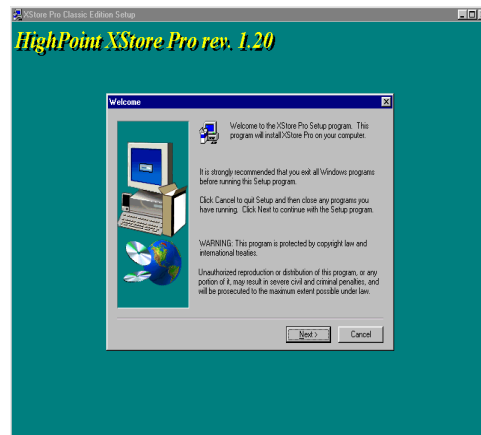 XStore Pro Classic Edition Setup
HighPoint XStore Pro rev. 1.20
Welcome
Welcome to the XStore Pro Setup program. This
program will install XStore Pro on your computer.
It is strongly recommended that you exit all Windows programs
before running this Setup program.
Click Cancel to quit Setup and then close any programs you
have running. Click Next to continue with the Setup program.
WARNING: This program is protected by copyright law and
international treaties.
Unauthorized reproduction or distribution of this program, or any
portion of it, may result in severe civil and criminal penalties, and
will be prosecuted to the maximum extent possible under law.
Next > Cancel